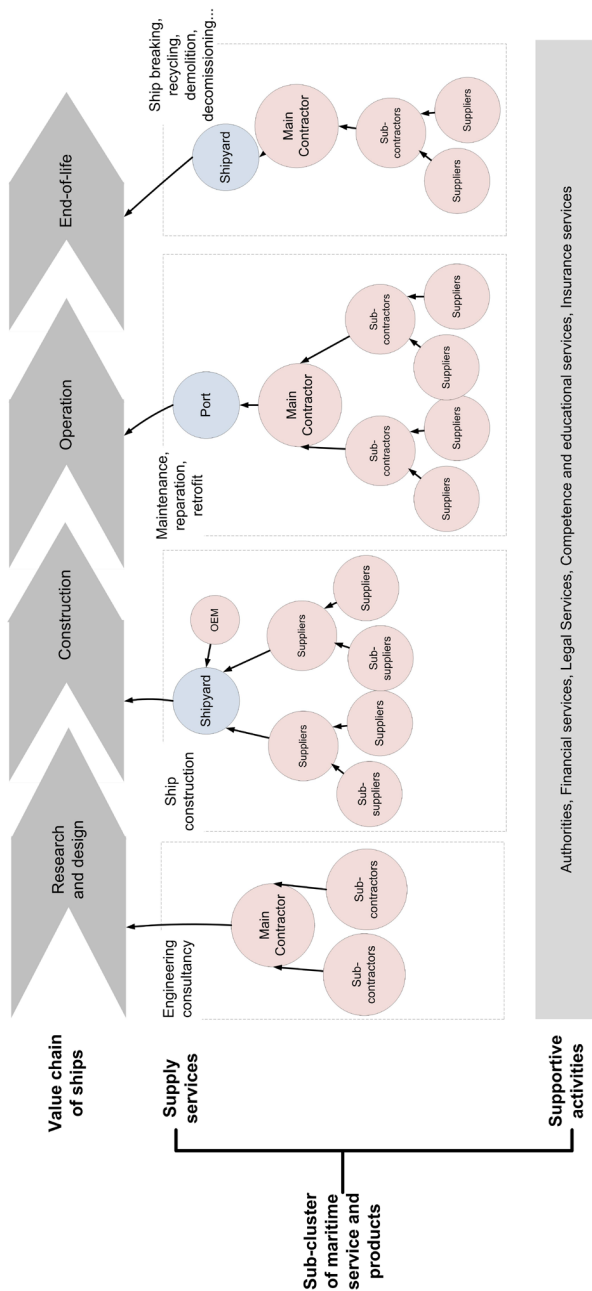 Value chain
of ships
Research
and design
Construction
Operation
End-of-life
Sub-cluster
of maritime
service and
products
Supply
services
Engineering
consultancy
Main
Contractor
Sub-
contractors
Sub-
contractors
Ship
construction
Shipyard
OEM
Suppliers
Suppliers
Sub-
suppliers
Suppliers
Sub-
suppliers
Suppliers
Maintenance,
reparation,
retrofit
Port
Main
Contractor
Sub-
contractors
Sub-
contractors
Suppliers
Suppliers
Suppliers
Suppliers
Ship breaking,
recycling,
demolition,
decomissioning...
Shipyard
Main
Contractor
Sub-
contractors
Suppliers
Suppliers
Supportive
activities
Authorities, Financial services, Legal Services, Competence and educational services, Insurance services